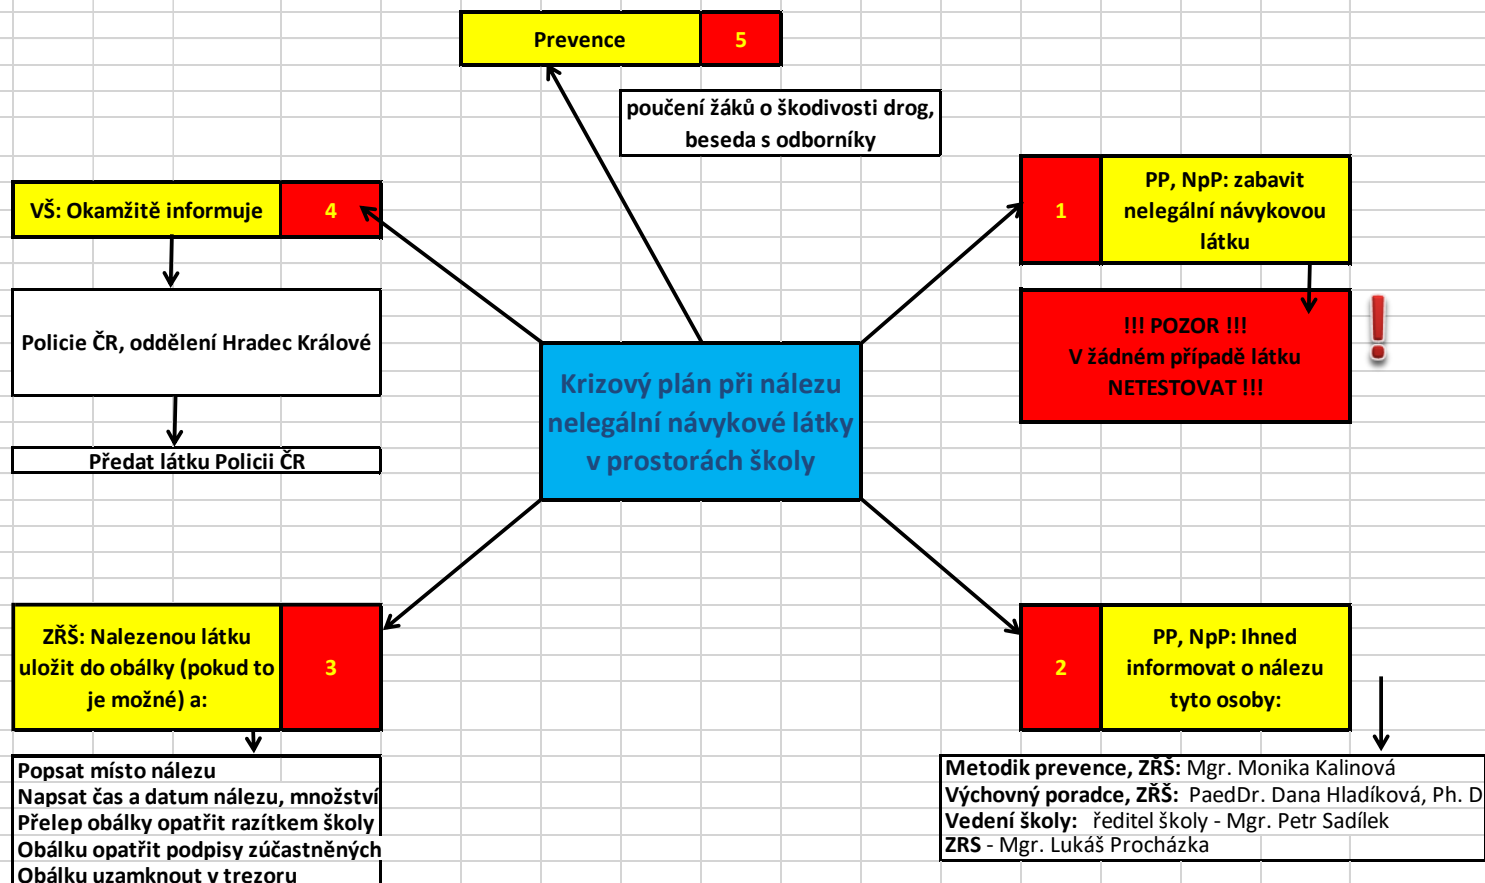 Prevence 5
poučení žáků o škodivosti drog,
beseda s odborníky
1
PP, NpP: zabavit
nelegální návykovou
látku
!!! POZOR !!!
V žádném případě látku
NETESTOVAT !!!
VŠ: Okamžitě informuje 4
Policie ČR, oddělení Hradec Králové
Předat látku Policii ČR
Krizový plán při nálezu
nelegální návykové látky
v prostorách školy
ZŘŠ: Nalezenou látku
uložit do obálky (pokud to
je možné) a:
3
Popsat místo nálezu
Napsat čas a datum nálezu, množství
Přelep obálky opatřit razítkem školy
Obálku opatřit podpisy zúčastněných
Obálku uzamknout v trezoru
2
PP, NpP: Ihned
informovat o nálezu
tyto osoby:
Metodik prevence, ZŘŠ: Mgr. Monika Kalinová
Výchovný poradce, ZŘŠ: PaedDr. Dana Hladíková, Ph. D
Vedení školy: ředitel školy - Mgr. Petr Sadílek
ZRS - Mgr. Lukáš Procházka